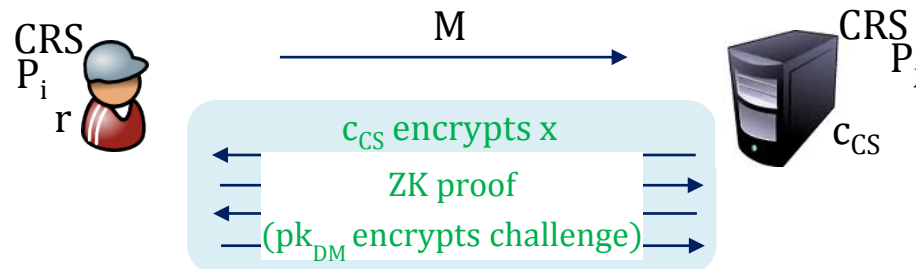 CRS
P_i
r
M
c_CS encrypts x
ZK proof
(pk_DM encrypts challenge)
CRS
c_CS